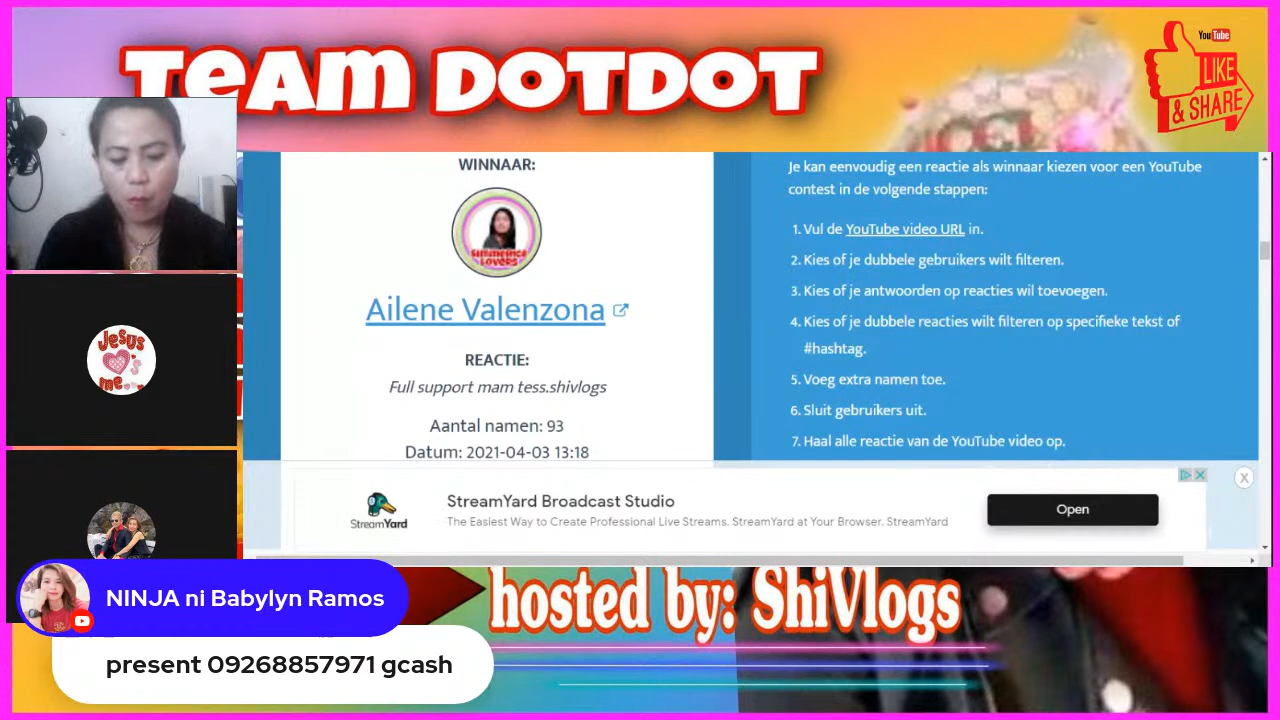 TeAM DOTDOT
YouTube
LIKE
& SHARE
WINNAAR:
SHIMMERNCE
LOVERS
Ailene Valenzona
REACTIE:
Full support mam tess.shivlogs
Aantal namen: 93
Datum: 2021-04-03 13:18
Je kan eenvoudig een reactie als winnaar kiezen voor een YouTube
contest in de volgende stappen:
1. Vul de YouTube video URL in.
2. Kies of je dubbele gebruikers wilt filteren.
3. Kies of je antwoorden op reacties wil toevoegen.
4. Kies of je dubbele reacties wilt filteren op specifieke tekst of
#hashtag.
5. Voeg extra namen toe.
6. Sluit gebruikers uit.
7. Haal alle reactie van de YouTube video op.
Jesus
me
StreamYard
StreamYard Broadcast Studio
The Easiest Way to Create Professional Live Streams. StreamYard at Your Browser. StreamYard
Open
X
NINJA ni Babylyn Ramos
present 09268857971 gcash
hosted by: ShiVlogs